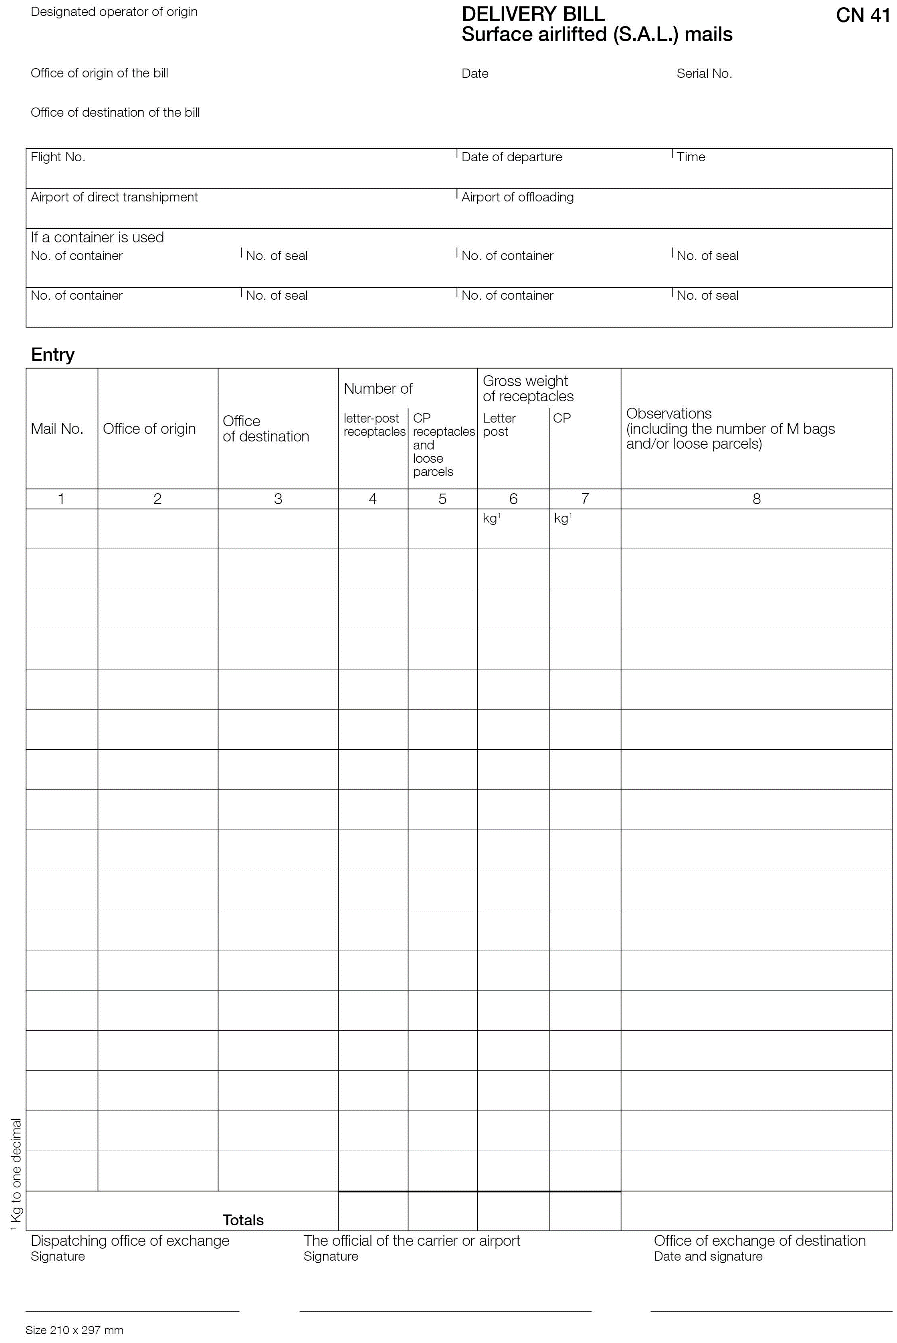 Designated operator of origin
DELIVERY BILL
CN 41
Surface airlifted (S.A.L.) mails
Office of origin of the bill
Date
Serial No.
Office of destination of the bill
Flight No.
Date of departure
Time
Airport of direct transhipment
Airport of offloading
If a container is used
No. of container
No. of seal
No. of container
No. of seal
No. of container
No. of seal
No. of container
No. of seal
Entry
Mail No.
Office of origin
Office
of destination
Number of
letter-post
receptacles
CP
receptacles
and
loose
parcels
Gross weight
of receptacles
Letter
post
CP
Observations
(including the number of M bags
and/or loose parcels)
1
2
3
4
5
6
7
8
kg¹
kg¹
Totals
¹ Kg to one decimal
Dispatching office of exchange
Signature
The official of the carrier or airport
Signature
Office of exchange of destination
Date and signature
Size 210 x 297 mm